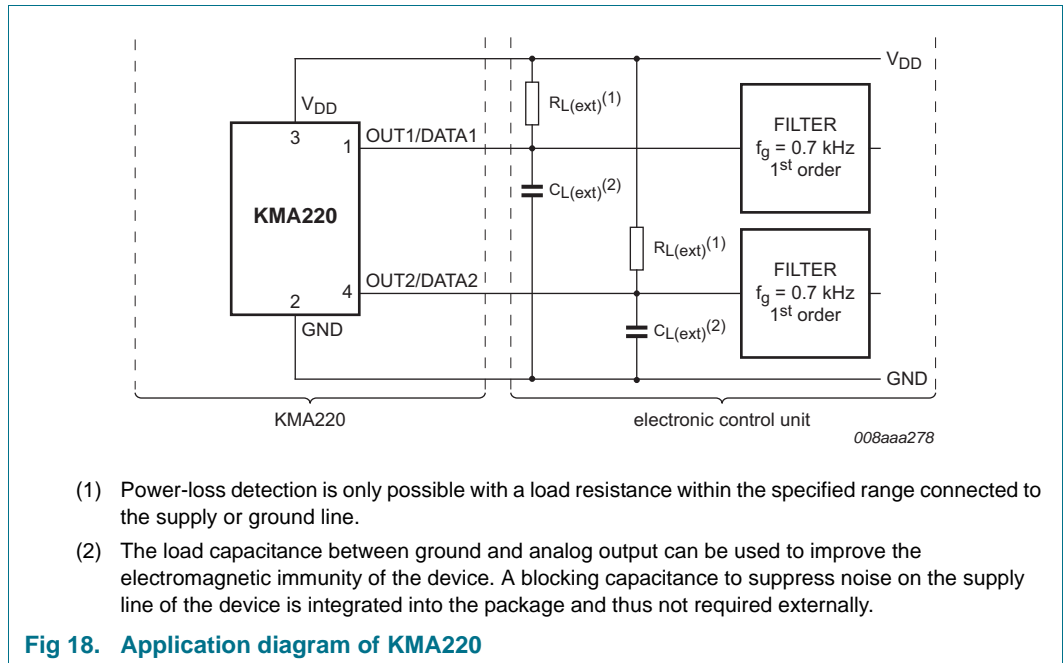 VDD
VDD
RL(ext)(1)
3
1
OUT1/DATA1
FILTER
fg = 0.7 kHz
1st order
CL(ext)(2)
KMA220
RL(ext)(1)
OUT2/DATA2
4
FILTER
fg = 0.7 kHz
1st order
2
GND
CL(ext)(2)
GND
KMA220
electronic control unit
008aaa278
(1) Power-loss detection is only possible with a load resistance within the specified range connected to
the supply or ground line.
(2) The load capacitance between ground and analog output can be used to improve the
electromagnetic immunity of the device. A blocking capacitance to suppress noise on the supply
line of the device is integrated into the package and thus not required externally.
Fig 18. Application diagram of KMA220